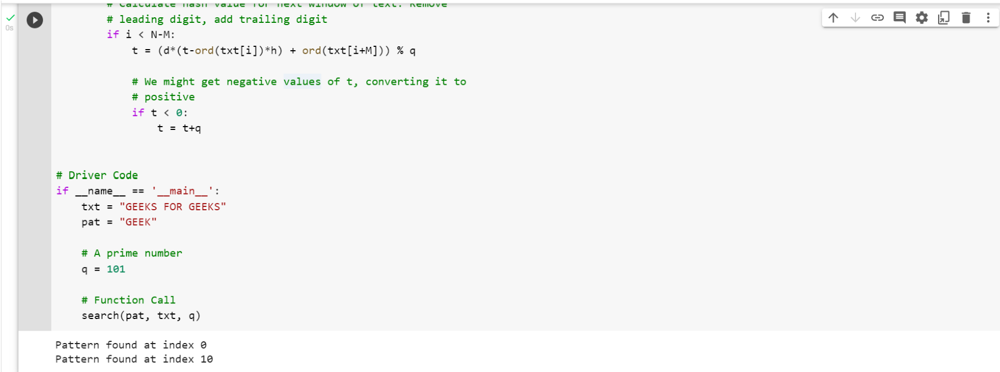 # Calculate hash value for next window of text: Remove
# leading digit, add trailing digit
if i < N-M:
t = (d*(t-ord(txt[i])*h) + ord(txt[i+M])) % q
# We might get negative values of t, converting it to
# positive
if t < 0:
t = t+q
# Driver Code
if __name__ == '__main__':
txt = "GEEKS FOR GEEKS"
pat = "GEEK"
# A prime number
q = 101
# Function Call
search(pat, txt, q)
Pattern found at index 0
Pattern found at index 10
0s